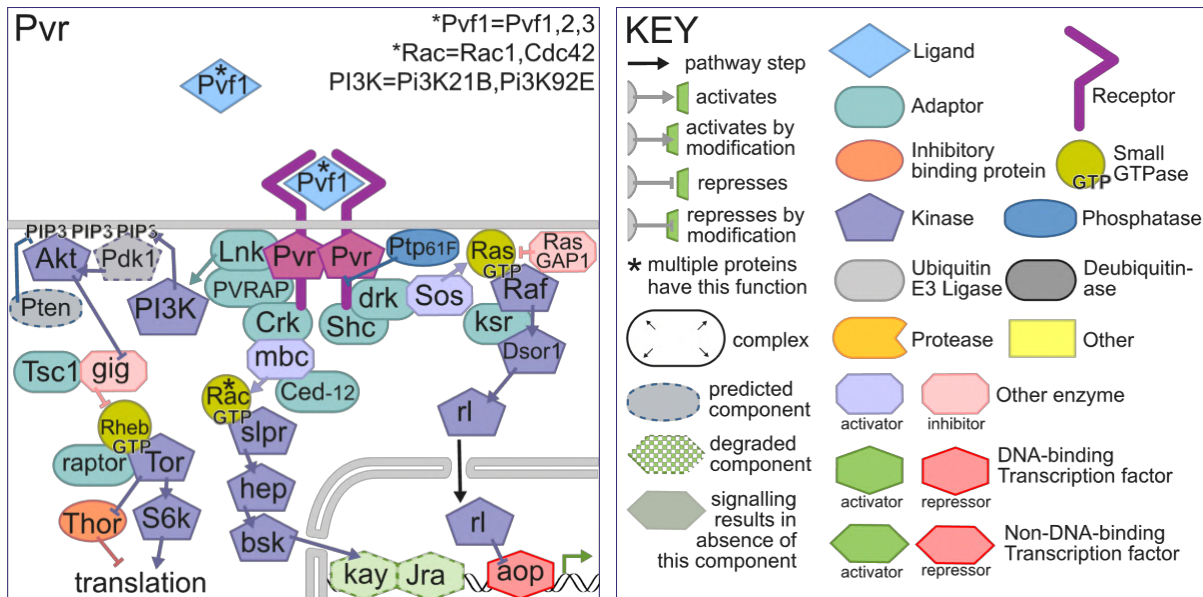 Pvr
*Pvf1=Pvf1,2,3
*Rac=Rac1,Cdc42
PI3K=Pi3K21B,Pi3K92E
*
Pvf1
*
Pvf1
PIP3 PIP3 PIP3
Akt
Pdk1
Pten
PI3K
Lnk
PVRAP
Pvr
Pvr
Ptp61F
Ras
GTP
Ras
GAP1
drk
Sos
Raf
Crk
Shc
ksr
mbc
Dsor1
Tsc1
gig
Ced-12
*
Rac
GTP
rl
slpr
Rheb
GTP
raptor
Tor
hep
Thor
S6k
rl
bsk
translation
kay
Jra
aop
KEY
pathway step
activates
activates by
modification
represses
represses by
modification
* multiple proteins
have this function
complex
predicted
component
degraded
component
signalling
results in
absence of
this component
Ligand
Receptor
Adaptor
Inhibitory
binding protein
GTP
Small
GTPase
Kinase
Phosphatase
Ubiquitin
E3 Ligase
Deubiquitin-
ase
Protease
Other
activator
inhibitor
Other enzyme
activator
repressor
DNA-binding
Transcription factor
activator
repressor
Non-DNA-binding
Transcription factor